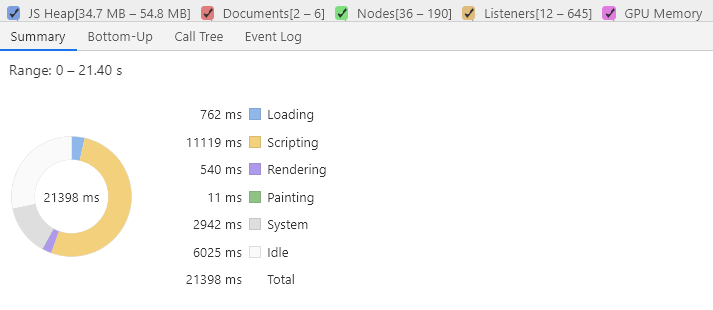 JS Heap[34.7 MB – 54.8 MB] Documents[2 – 6] Nodes[36 – 190] Listeners[12 – 645] GPU Memory
Summary Bottom-Up Call Tree Event Log
Range: 0 – 21.40 s
762 ms Loading
11119 ms Scripting
540 ms Rendering
11 ms Painting
21398 ms
2942 ms System
6025 ms Idle
21398 ms Total